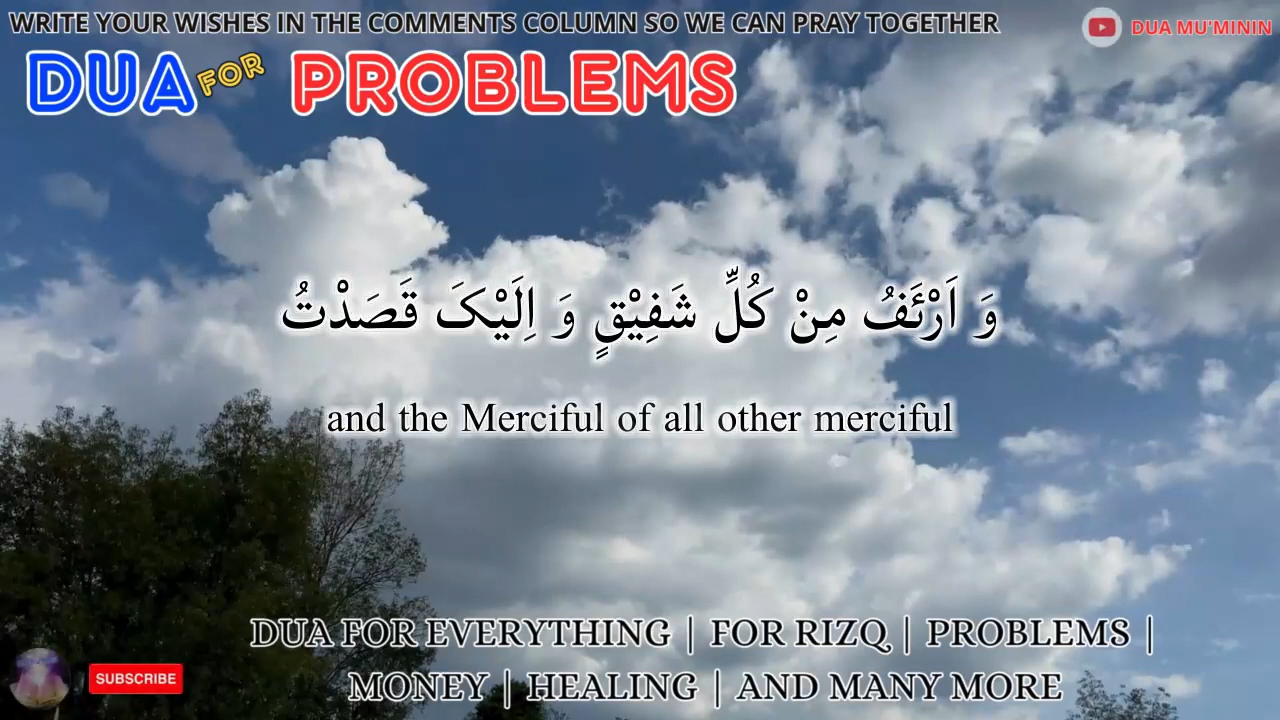 WRITE YOUR WISHES IN THE COMMENTS COLUMN SO WE CAN PRAY TOGETHER
DUA MU'MININ
DUA FOR PROBLEMS
وَ اَرْئَفُ مِنْ كُلِّ شَفِيْقٍ وَ اِلَيْکَ قَصَدْتُ
and the Merciful of all other merciful
DUA FOR EVERYTHING | FOR RIZQ | PROBLEMS |
MONEY | HEALING | AND MANY MORE
SUBSCRIBE